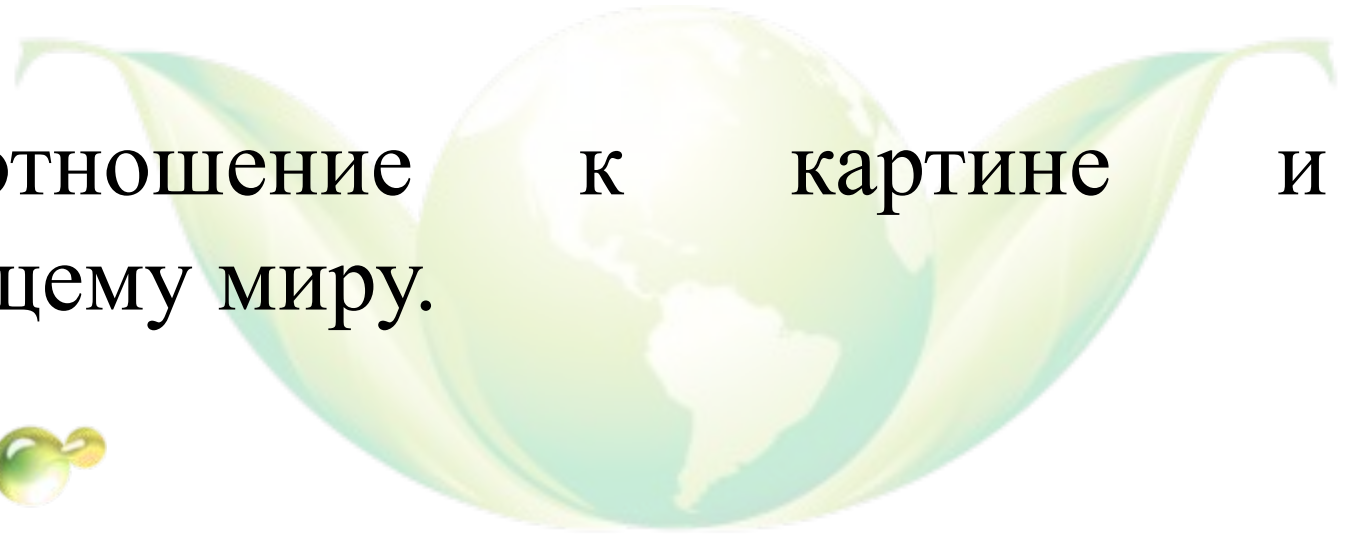 отношение к картине и
щему миру.